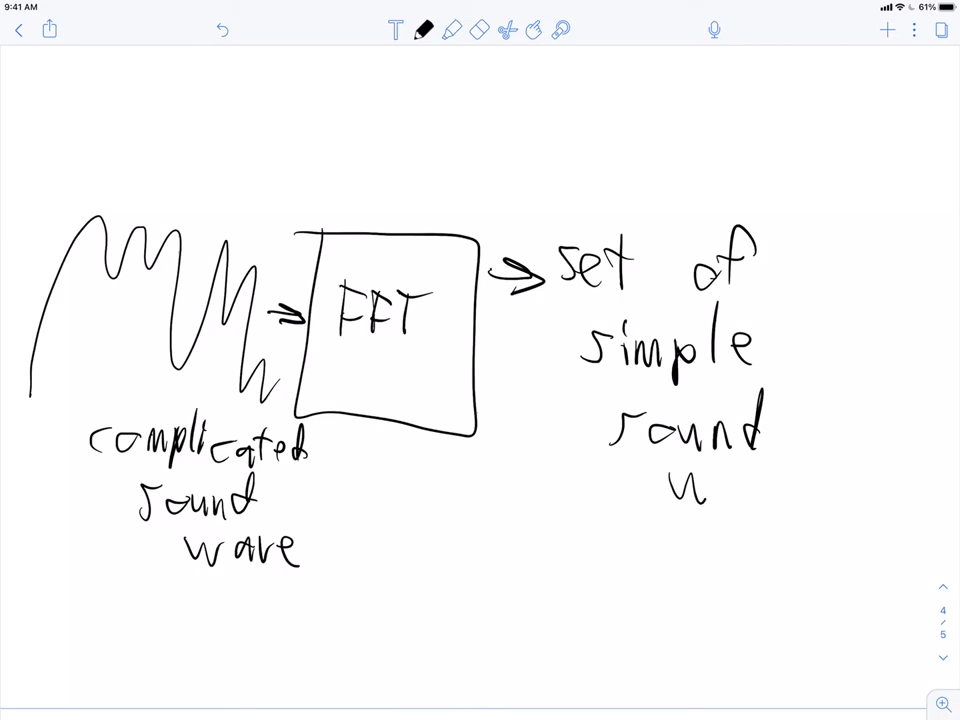 9:41 AM
61%
T
FFT
set of
simple
sound
w
complicated
sound
wave
4
/
5